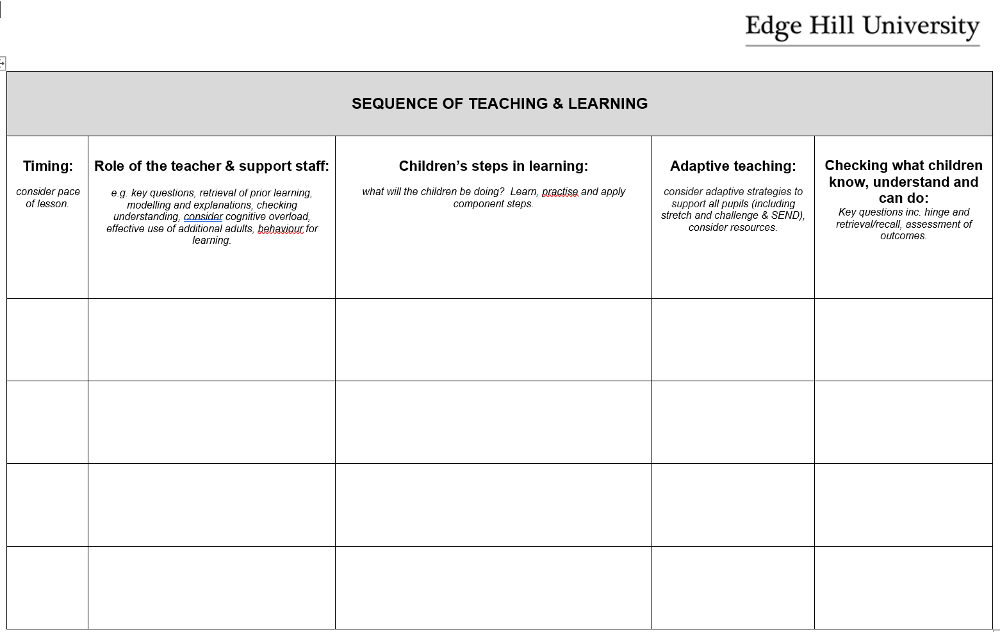 Edge Hill University
SEQUENCE OF TEACHING & LEARNING
Timing:
consider pace
of lesson.
Role of the teacher & support staff:
e.g. key questions, retrieval of prior learning,
modelling and explanations, checking
understanding, consider cognitive overload,
effective use of additional adults, behaviour for
learning.
Children’s steps in learning:
what will the children be doing?  Learn, practise and apply
component steps.
Adaptive teaching:
consider adaptive strategies to
support all pupils (including
stretch and challenge & SEND),
consider resources.
Checking what children
know, understand and
can do:
Key questions inc. hinge and
retrieval/recall, assessment of
outcomes.